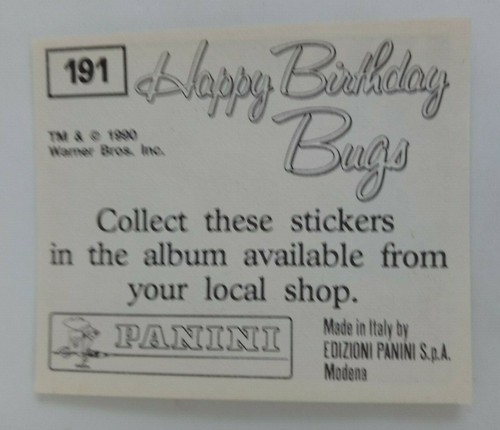 191
Happy Birthday
Bugs
TM & © 1990
Warner Bros. Inc.
Collect these stickers
in the album available from
your local shop.
PANINI
Made in Italy by
EDIZIONI PANINI S.p.A.
Modena